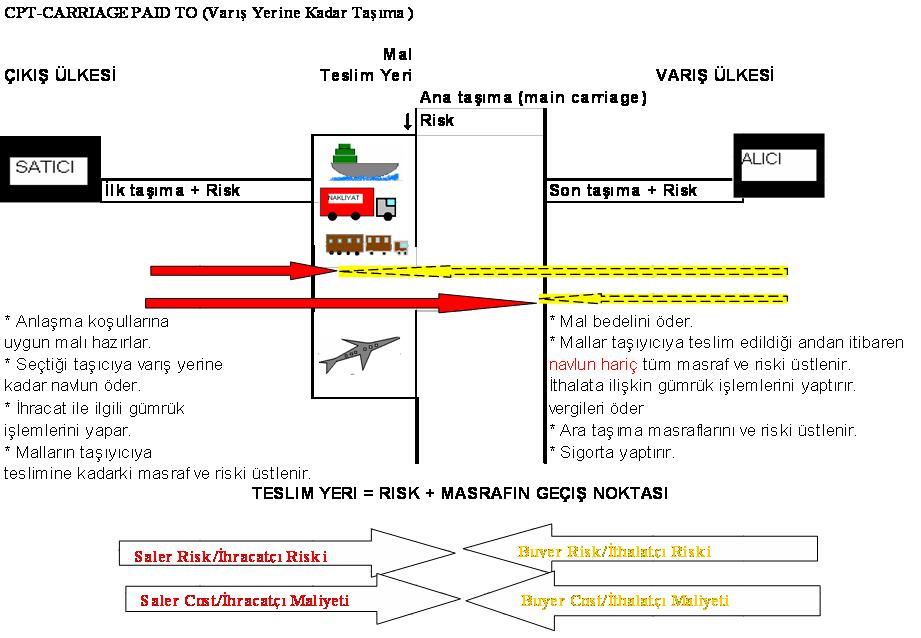 CPT-CARRIAGE PAID TO (Varış Yerine Kadar Taşıma)
Mal
Teslim Yeri
ÇIKIŞ ÜLKESİ
VARIŞ ÜLKESİ
Ana taşıma (main carriage)
Risk
SATICI
ALICI
İlk taşıma + Risk
Son taşıma + Risk
NAKLİYAT
* Anlaşma koşullarına
uygun malı hazırlar.
* Seçtiği taşıcıya varış yerine
kadar navlun öder.
* İhracat ile ilgili gümrük
işlemlerini yapar.
* Malların taşıyıcıya
teslimine kadarki masraf ve riski üstlenir.
* Mal bedelini öder.
* Mallar taşıyıcıya teslim edildiği andan itibaren
navlun hariç tüm masraf ve riski üstlenir.
İthalata ilişkin gümrük işlemlerini yaptırır.
vergileri öder
* Ara taşıma masraflarını ve riski üstlenir.
* Sigorta yaptırır.
TESLIM YERI = RISK + MASRAFIN GEÇIŞ NOKTASI
Saler Risk/İhracatçı Riski
Buyer Risk/İthalatçı Riski
Saler Cost/İhracatçı Maliyeti
Buyer Cost/İthalatçı Maliyeti